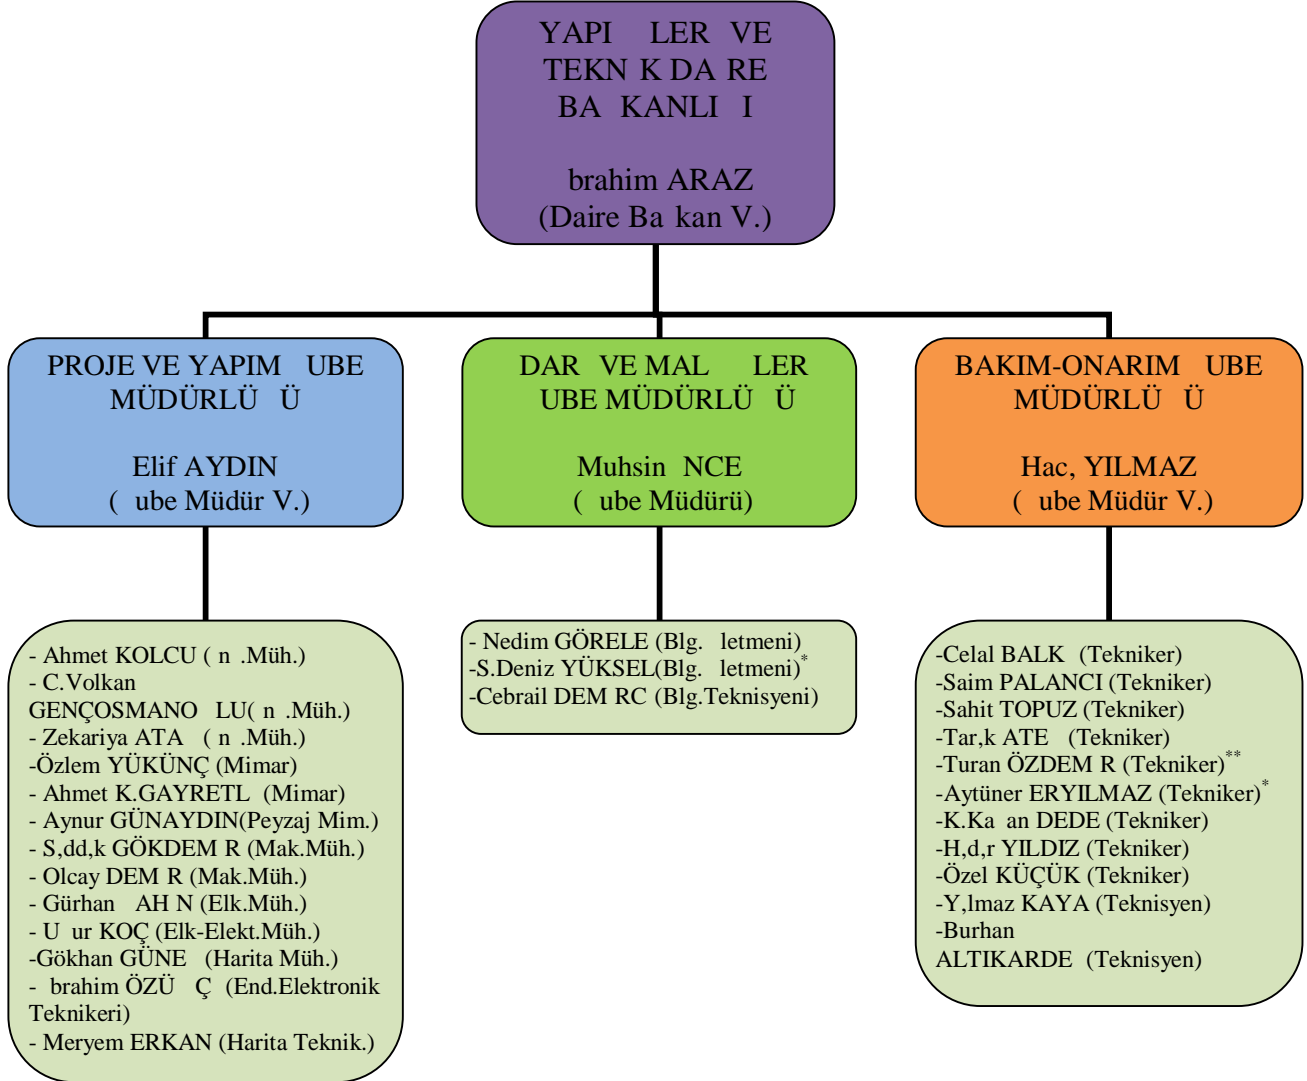 YAPI LER VE
TEKN K DA RE
BA KANLI I
brahim ARAZ
(Daire Ba kan V.)
PROJE VE YAPIM UBE
MÜDÜRLÜ Ü
Elif AYDIN
( ube Müdür V.)
DAR VE MAL LER
UBE MÜDÜRLÜ Ü
Muhsin NCE
( ube Müdürü)
BAKIM-ONARIM UBE
MÜDÜRLÜ Ü
Hac, YILMAZ
( ube Müdür V.)
- Ahmet KOLCU ( n .Müh.)
- C.Volkan
GENÇOSMANO LU( n .Müh.)
- Zekariya ATA ( n .Müh.)
-Özlem YÜKÜNÇ (Mimar)
- Ahmet K.GAYRETL (Mimar)
- Aynur GÜNAYDIN(Peyzaj Mim.)
- S,dd,k GÖKDEM R (Mak.Müh.)
- Olcay DEM R (Mak.Müh.)
- Gürhan AH N (Elk.Müh.)
- U ur KOÇ (Elk-Elekt.Müh.)
-Gökhan GÜNE (Harita Müh.)
- brahim ÖZÜ Ç (End.Elektronik
Teknikeri)
- Meryem ERKAN (Harita Teknik.)
- Nedim GÖRELE (Blg. letmeni)
-S.Deniz YÜKSEL(Blg. letmeni)*
-Cebrail DEM RC (Blg.Teknisyeni)
-Celal BALK (Tekniker)
-Saim PALANCI (Tekniker)
-Sahit TOPUZ (Tekniker)
-Tar,k ATE (Tekniker)
-Turan ÖZDEM R (Tekniker)**
-Aytüner ERYILMAZ (Tekniker)*
-K.Ka an DEDE (Tekniker)
-H,d,r YILDIZ (Tekniker)
-Özel KÜÇÜK (Tekniker)
-Y,lmaz KAYA (Teknisyen)
-Burhan
ALTIKARDE (Teknisyen)